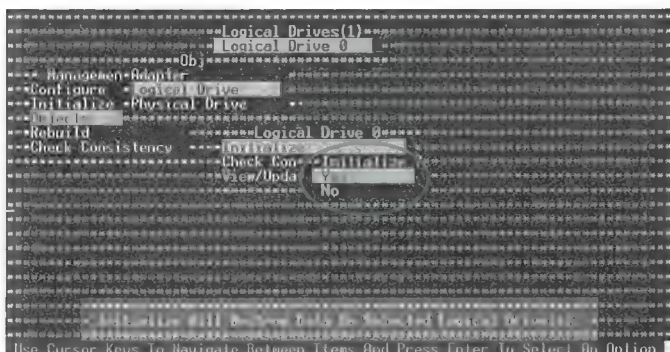 Logical Drives(1)
Logical Drive 0
Obj
Managemen Adapter
Configure Logical Drive
Initialize Physical Drive
Objects
Rebuild
Logical Drive 0
Check Consistency
Initialize
Check Con Initialize
View/Upda Yes
No
Use Cursor Keys To Navigate Between Items And Press Enter To Select An Option